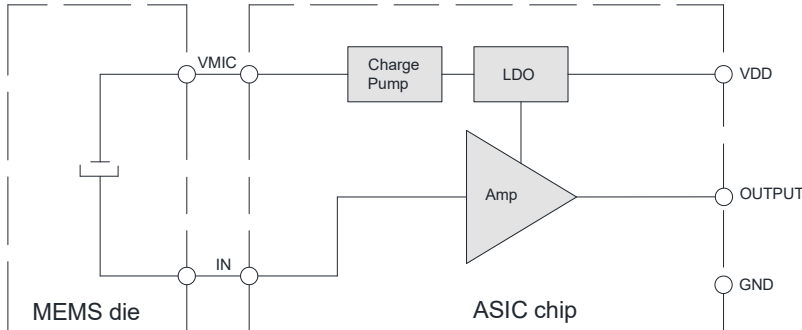 VMIC
Charge
Pump
LDO
VDD
Amp
OUTPUT
IN
GND
MEMS die
ASIC chip